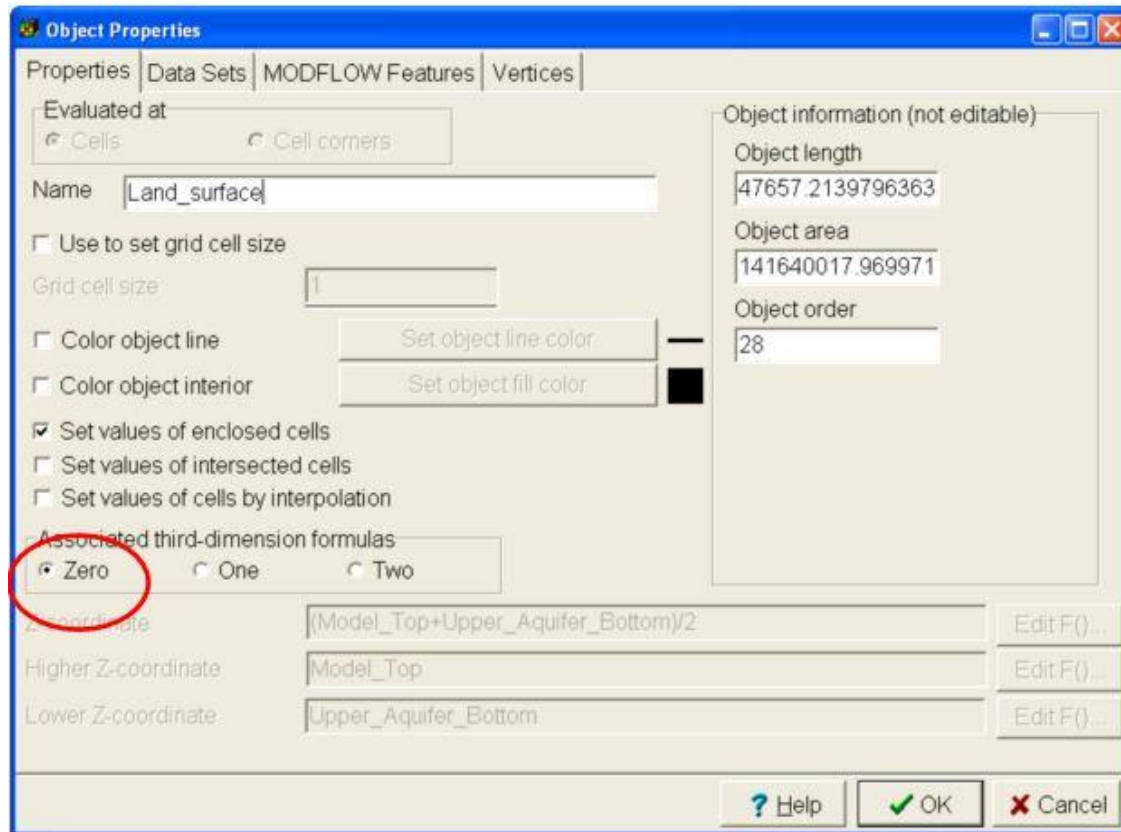 Object Properties
Properties Data Sets MODFLOW Features Vertices
Evaluated at
Cells Cell corners
Name Land_surface
Use to set grid cell size
Grid cell size 1
Color object line Set object line color
Color object interior Set object fill color
Set values of enclosed cells
Set values of intersected cells
Set values of cells by interpolation
Associated third-dimension formulas
Zero One Two
Object information (not editable)
Object length
47657.2139796363
Object area
141640017.969971
Object order
28
Z-coordinate (Model_Top+Upper_Aquifer_Bottom)/2 Edit F()...
Higher Z-coordinate Model_Top Edit F()...
Lower Z-coordinate Upper_Aquifer_Bottom Edit F()...
? Help OK Cancel